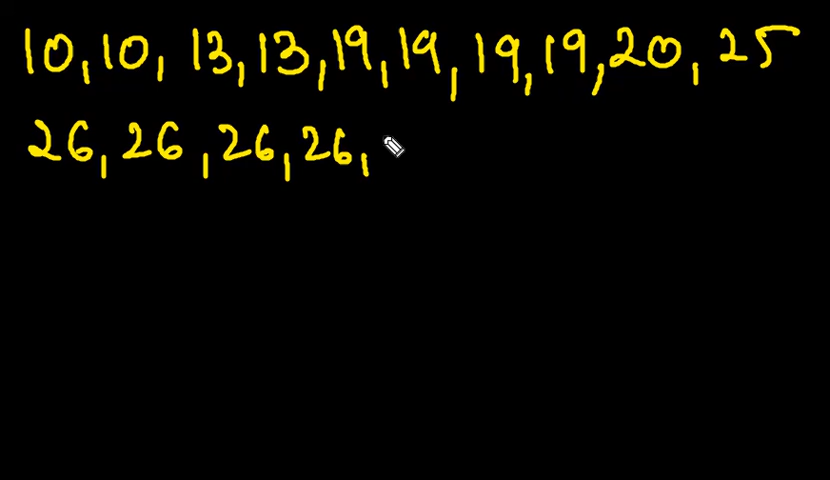 10, 10, 13, 13, 19, 19, 19, 19, 20, 25
26, 26, 26, 26,